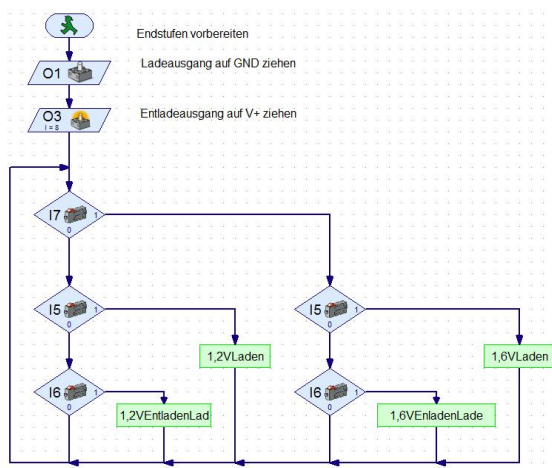 Endstufen vorbereiten
O1
Ladeausgang auf GND ziehen
O3
I = 8
Entladeausgang auf V+ ziehen
I7
1
0
I5
1
0
I5
1
0
1,2VLaden
1,6VLaden
I6
1
0
I6
1
0
1,2VEntladenLad
1,6VEnladenLade